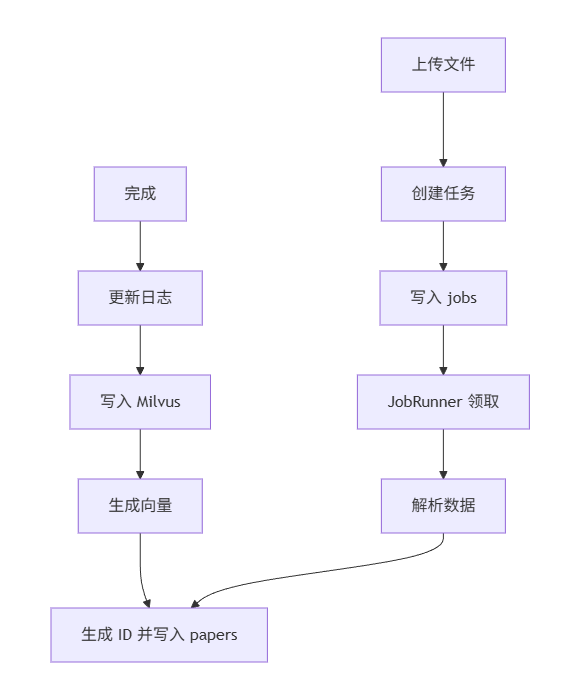 上传文件
完成
创建任务
更新日志
写入 jobs
写入 Milvus
JobRunner 领取
生成向量
解析数据
生成 ID 并写入 papers